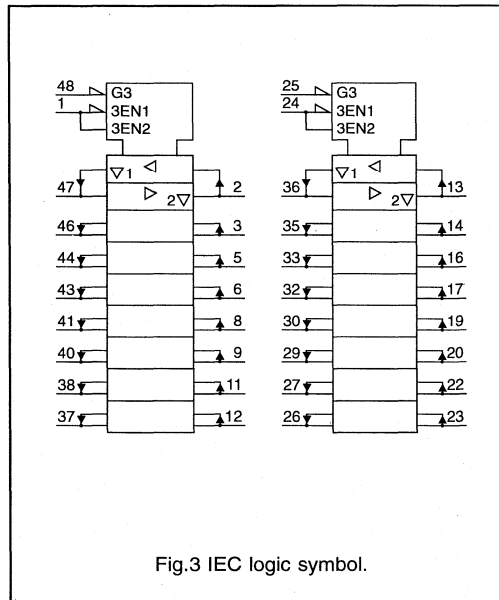 48 G3
1 3EN1
3EN2
1
47 2
2
46 3
44 5
43 6
41 8
40 9
38 11
37 12
25 G3
24 3EN1
3EN2
1
36 13
2
35 14
33 16
32 17
30 19
29 20
27 22
26 23
Fig.3 IEC logic symbol.